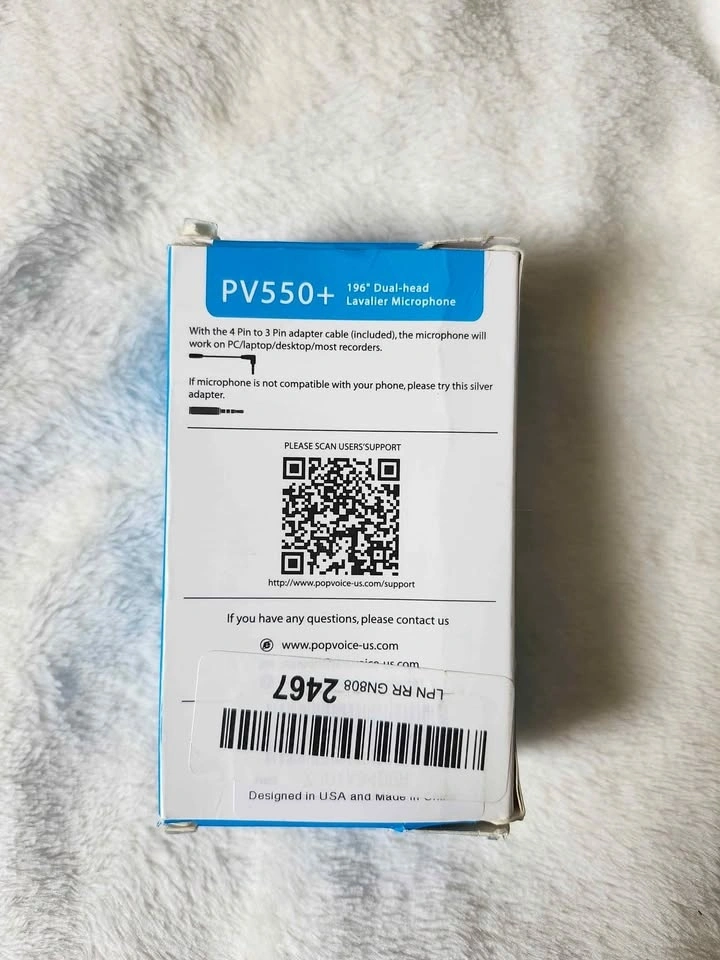 PV550+
196" Dual-head
Lavalier Microphone
With the 4 Pin to 3 Pin adapter cable (included), the microphone will
work on PC/laptop/desktop/most recorders.
If microphone is not compatible with your phone, please try this silver
adapter.
PLEASE SCAN USERS'SUPPORT
http://www.popvoice-us.com/support
If you have any questions, please contact us
www.popvoice-us.com
LPN RR GN808 2467
Designed in USA and Made in